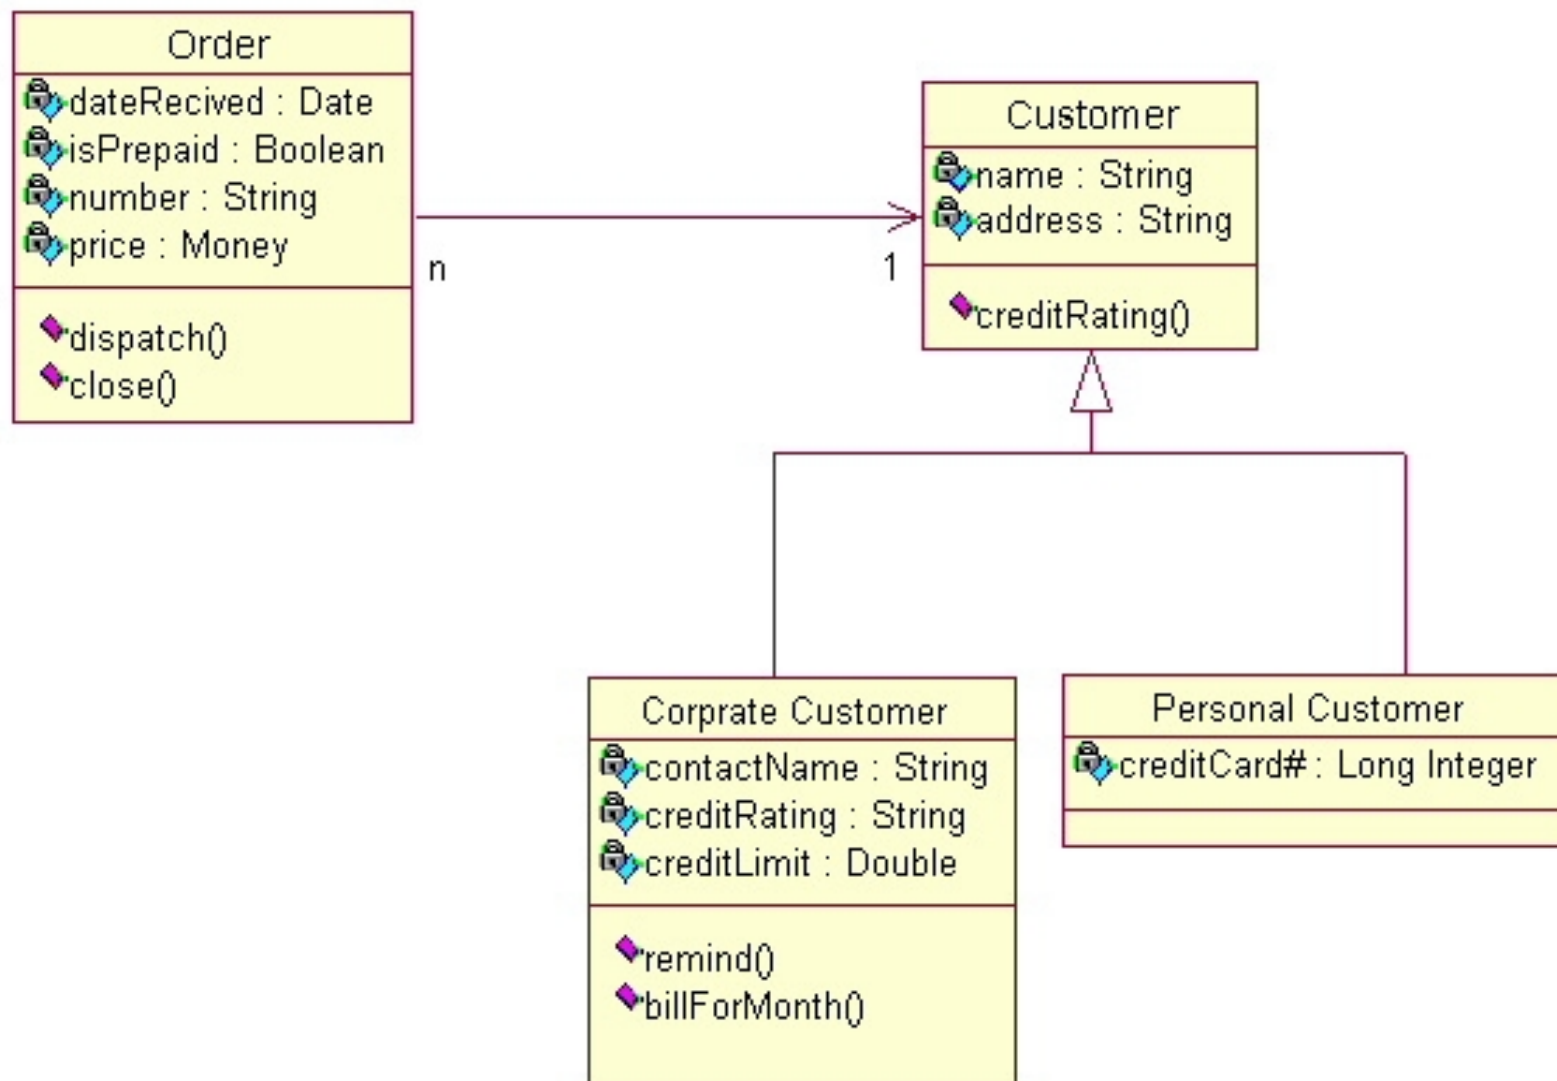 Order
dateRecived : Date
isPrepaid : Boolean
number : String
price : Money
dispatch()
close()
n
1
Customer
name : String
address : String
creditRating()
Corprate Customer
contactName : String
creditRating : String
creditLimit : Double
remind()
billForMonth()
Personal Customer
creditCard# : Long Integer